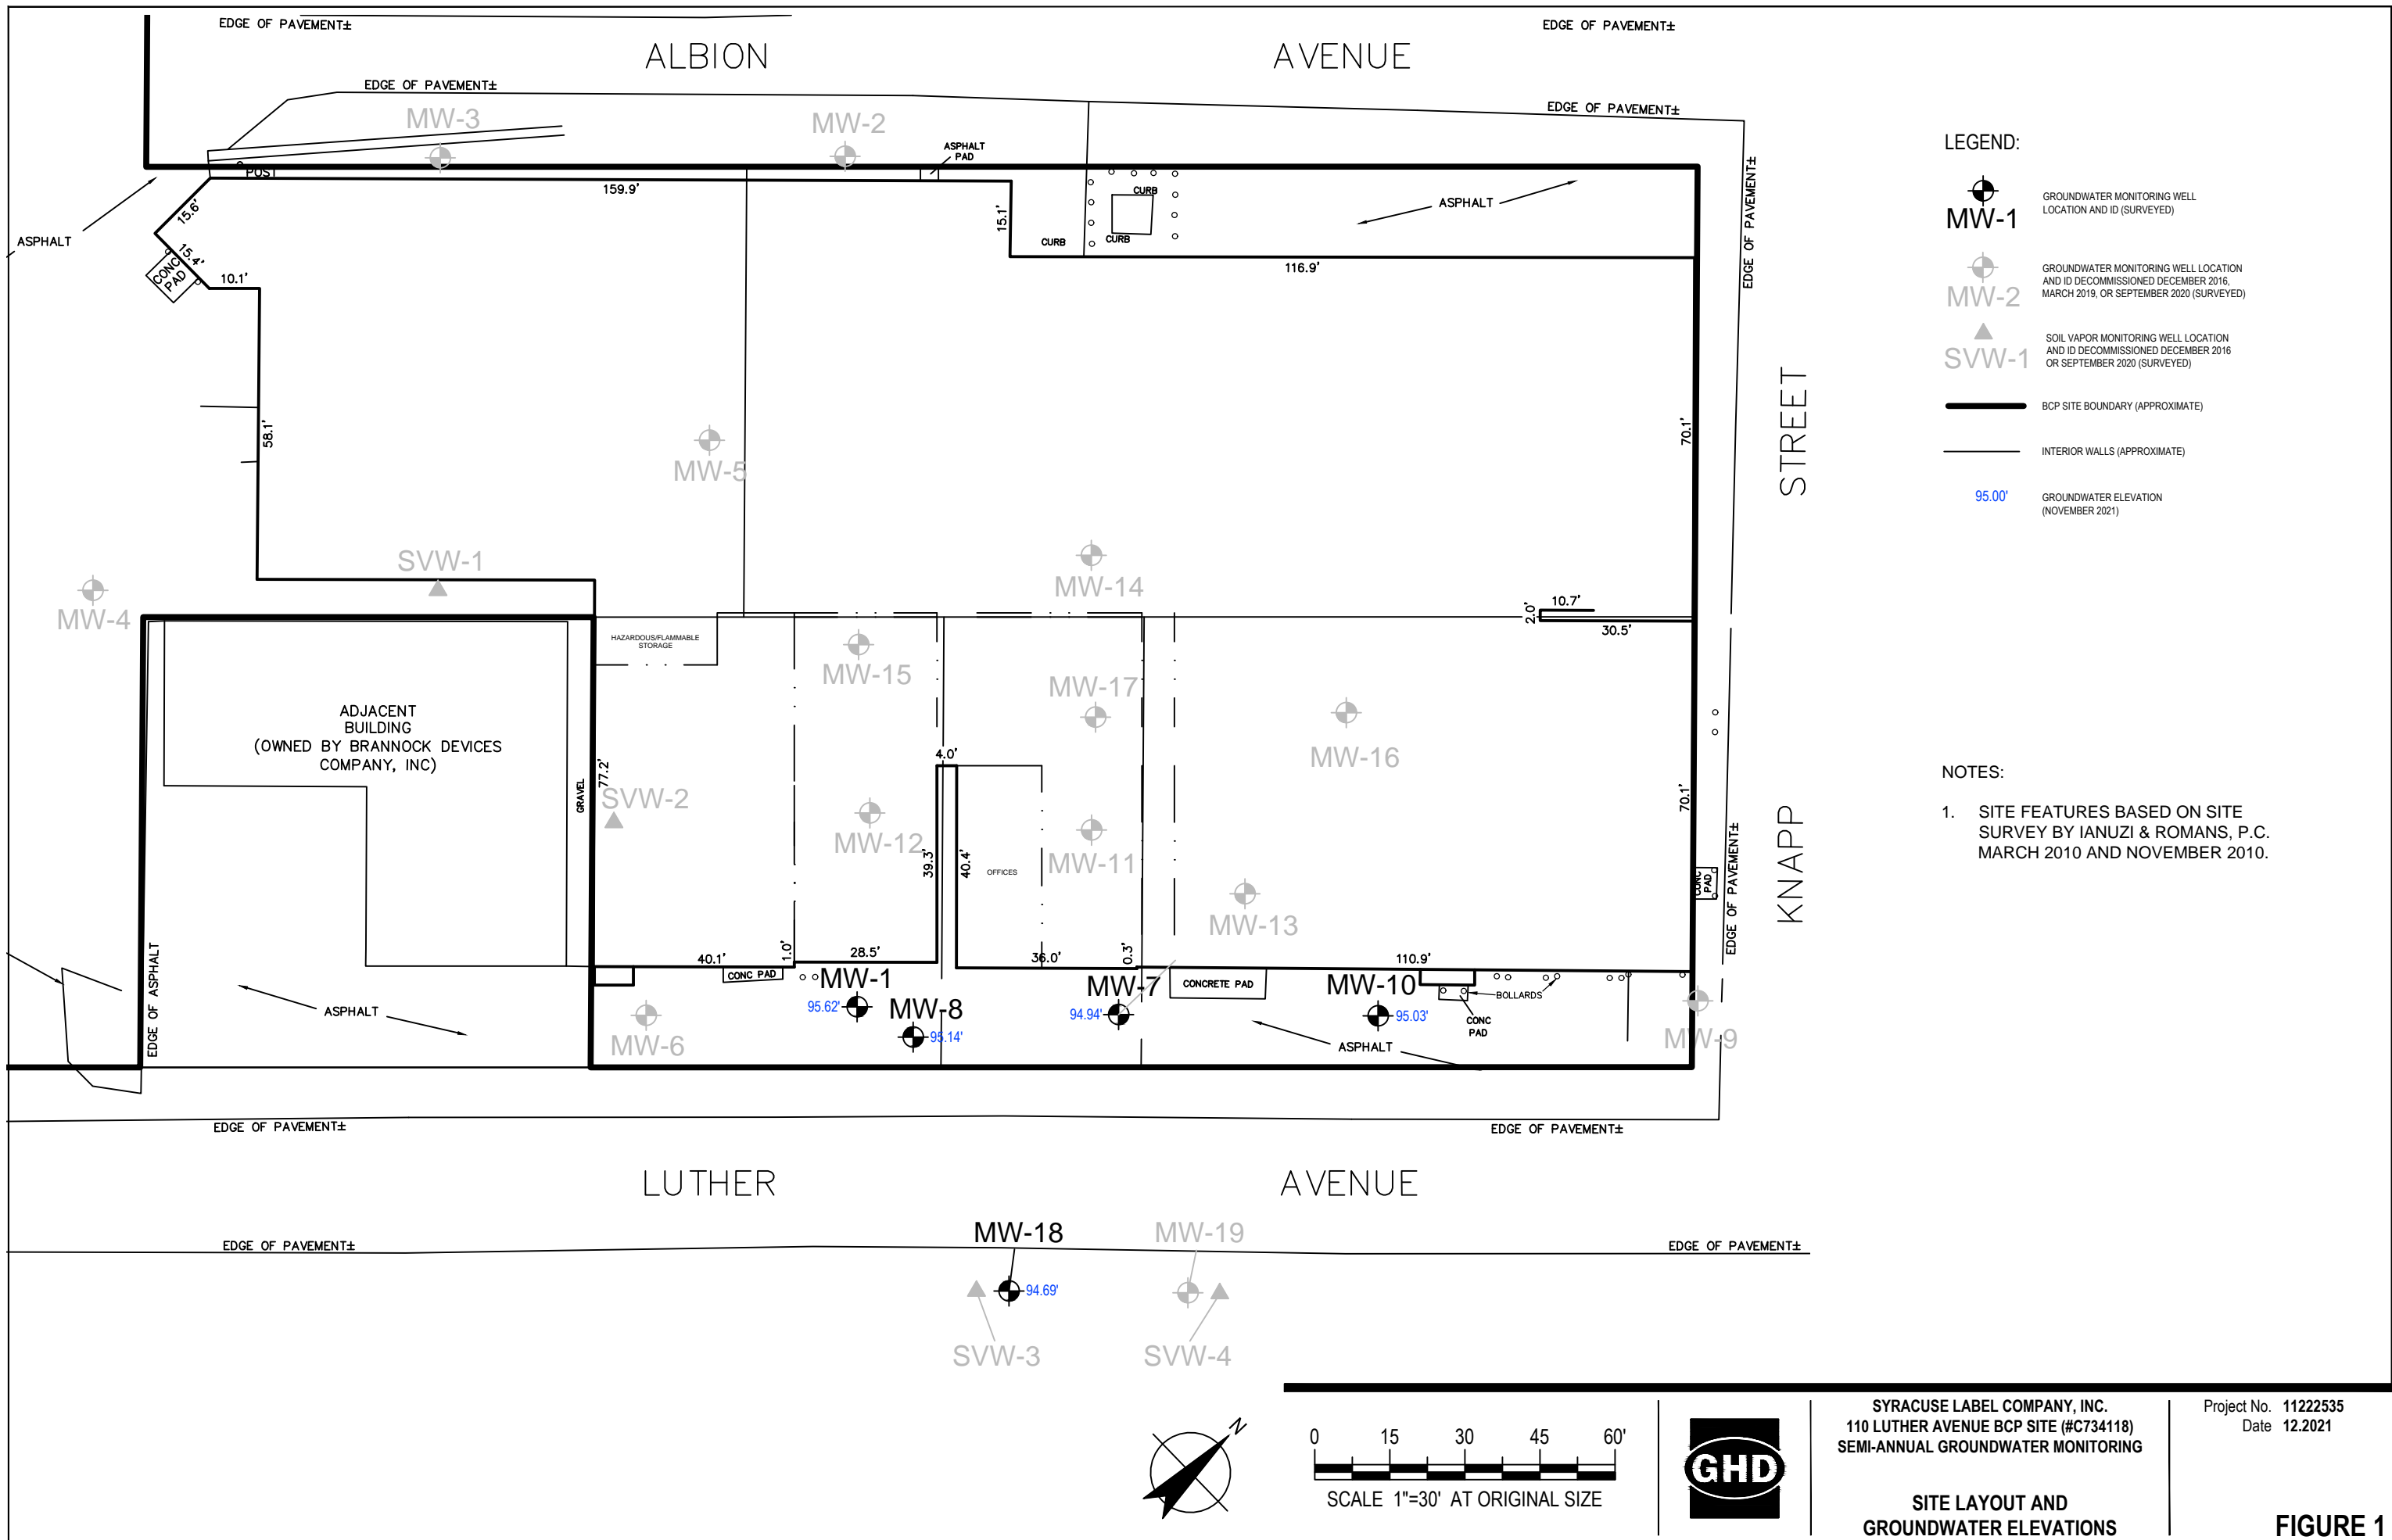 EDGE OF PAVEMENT±
EDGE OF PAVEMENT±
ALBION AVENUE
EDGE OF PAVEMENT±
EDGE OF PAVEMENT±
MW-3
MW-2
ASPHALT
PAD
POST
159.9'
15.6'
15.4'
CONC
PAD
10.1'
ASPHALT
15.1'
CURB
CURB
CURB
ASPHALT
116.9'
EDGE OF PAVEMENT±
58.1'
MW-5
70.1'
STREET
SVW-1
MW-14
MW-4
10.7'
2.0'
30.5'
HAZARDOUS/FLAMMABLE
STORAGE
MW-15
MW-17
MW-16
ADJACENT
BUILDING
(OWNED BY BRANNOCK DEVICES
COMPANY, INC)
GRAVEL
77.2'
SVW-2
4.0'
MW-12
39.3'
40.4'
OFFICES
MW-11
MW-13
70.1'
KNAPP
CONC
PAD
EDGE OF PAVEMENT±
EDGE OF ASPHALT
ASPHALT
40.1'
1.0'
28.5'
36.0'
0.3'
110.9'
CONC PAD
MW-1
95.62'
MW-8
95.14'
MW-7
94.94'
CONCRETE PAD
MW-10
95.03'
BOLLARDS
CONC
PAD
ASPHALT
MW-6
MW-9
EDGE OF PAVEMENT±
EDGE OF PAVEMENT±
LUTHER AVENUE
MW-18
MW-19
EDGE OF PAVEMENT±
EDGE OF PAVEMENT±
94.69'
SVW-3
SVW-4
LEGEND:
MW-1
GROUNDWATER MONITORING WELL
LOCATION AND ID (SURVEYED)
MW-2
GROUNDWATER MONITORING WELL LOCATION
AND ID DECOMMISSIONED DECEMBER 2016,
MARCH 2019, OR SEPTEMBER 2020 (SURVEYED)
SVW-1
SOIL VAPOR MONITORING WELL LOCATION
AND ID DECOMMISSIONED DECEMBER 2016
OR SEPTEMBER 2020 (SURVEYED)
BCP SITE BOUNDARY (APPROXIMATE)
INTERIOR WALLS (APPROXIMATE)
95.00'
GROUNDWATER ELEVATION
(NOVEMBER 2021)
NOTES:
1. SITE FEATURES BASED ON SITE
SURVEY BY IANUZI & ROMANS, P.C.
MARCH 2010 AND NOVEMBER 2010.
N
0 15 30 45 60'
SCALE 1"=30' AT ORIGINAL SIZE
GHD
SYRACUSE LABEL COMPANY, INC.
110 LUTHER AVENUE BCP SITE (#C734118)
SEMI-ANNUAL GROUNDWATER MONITORING
SITE LAYOUT AND
GROUNDWATER ELEVATIONS
Project No. 11222535
Date 12.2021
FIGURE 1